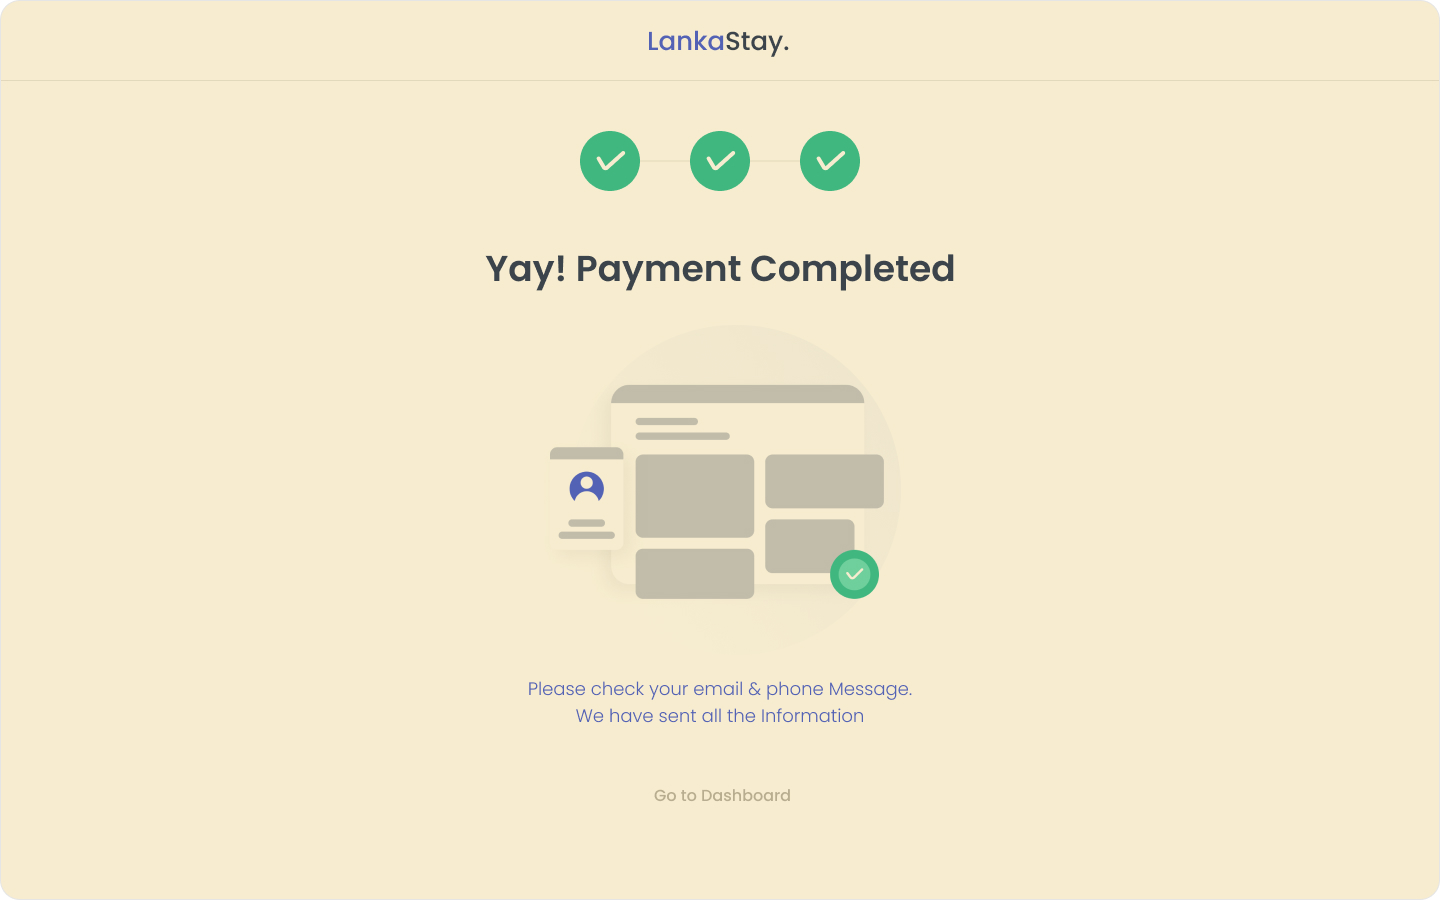 LankaStay.
Yay! Payment Completed
Please check your email & phone Message.
We have sent all the Information
Go to Dashboard